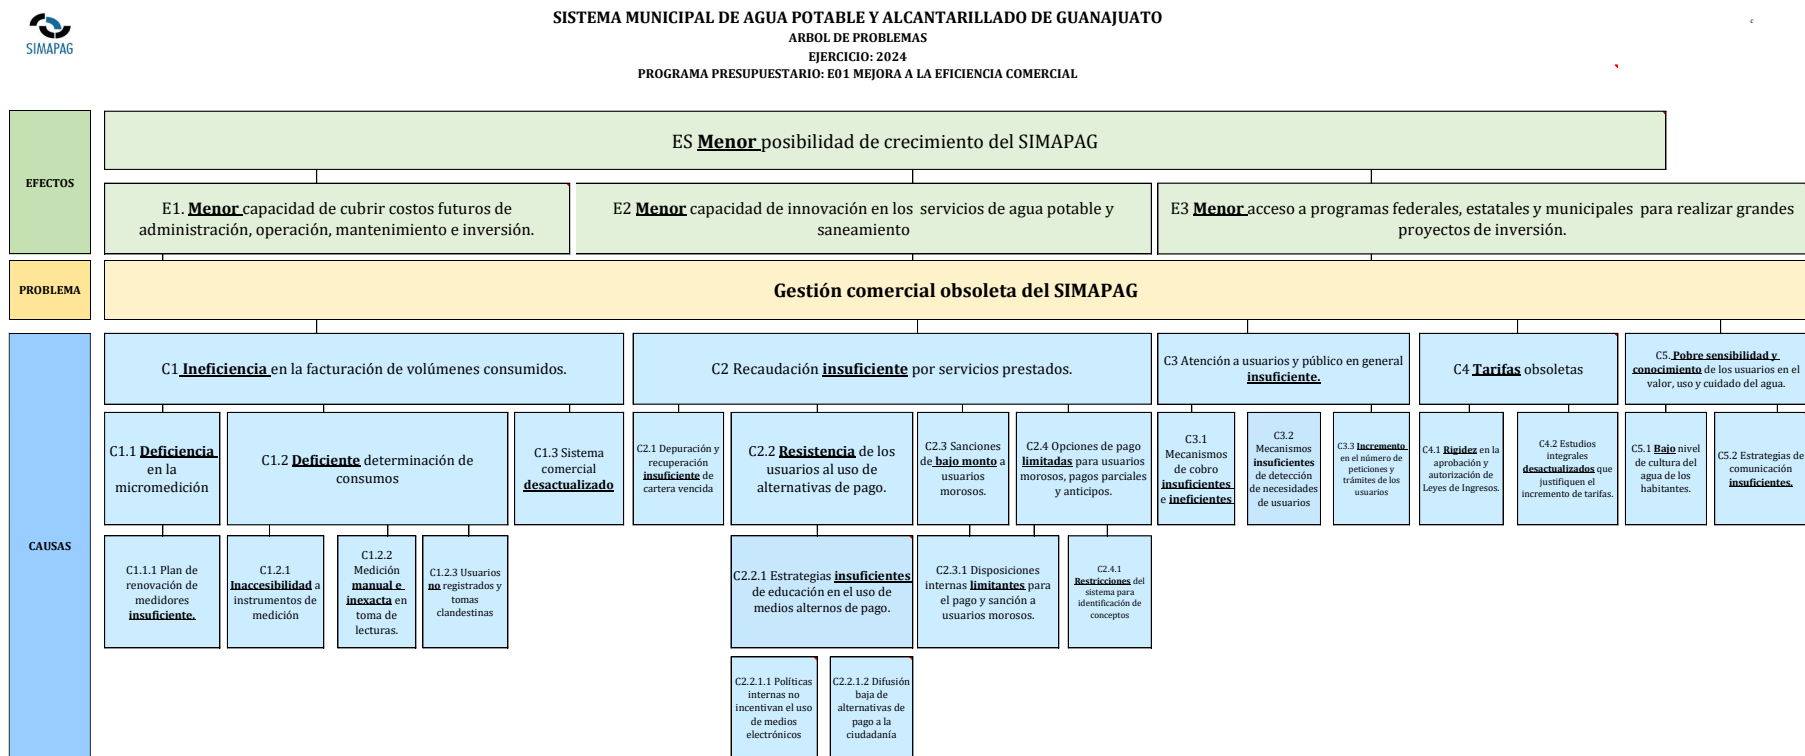 SIMAPAG
SISTEMA MUNICIPAL DE AGUA POTABLE Y ALCANTARILLADO DE GUANAJUATO
ARBOL DE PROBLEMAS
EJERCICIO: 2024
PROGRAMA PRESUPUESTARIO: E01 MEJORA A LA EFICIENCIA COMERCIAL
EFECTOS
ES Menor posibilidad de crecimiento del SIMAPAG
E1. Menor capacidad de cubrir costos futuros de
administración, operación, mantenimiento e inversión.
E2 Menor capacidad de innovación en los servicios de agua potable y
saneamiento
E3 Menor acceso a programas federales, estatales y municipales para realizar grandes
proyectos de inversión.
PROBLEMA
Gestión comercial obsoleta del SIMAPAG
CAUSAS
C1 Ineficiencia en la facturación de volúmenes consumidos.
C2 Recaudación insuficiente por servicios prestados.
C3 Atención a usuarios y público en general
insuficiente.
C4 Tarifas obsoletas
C5. Pobre sensibilidad y
conocimiento de los usuarios en el
valor, uso y cuidado del agua.
C1.1 Deficiencia
en la
micromedición
C1.2 Deficiente determinación de
consumos
C1.3 Sistema
comercial
desactualizado
C2.1 Depuración y
recuperación
insuficiente de
cartera vencida
C2.2 Resistencia de los
usuarios al uso de
alternativas de pago.
C2.3 Sanciones
de bajo monto a
usuarios
morosos.
C2.4 Opciones de pago
limitadas para usuarios
morosos, pagos parciales
y anticipos.
C3.1
Mecanismos
de cobro
insuficientes
e ineficientes
C3.2
Mecanismos
insuficientes
de detección
de necesidades
de usuarios
C3.3 Incremento
en el número de
peticiones y
trámites de los
usuarios
C4.1 Rigidez en la
aprobación y
autorización de
Leyes de Ingresos.
C4.2 Estudios
integrales
desactualizados que
justifiquen el
incremento de tarifas.
C5.1 Bajo nivel
de cultura del
agua de los
habitantes.
C5.2 Estrategias de
comunicación
insuficientes.
C1.1.1 Plan de
renovación de
medidores
insuficiente.
C1.2.1
Inaccesibilidad a
instrumentos de
medición
C1.2.2
Medición
manual e
inexacta en
toma de
lecturas.
C1.2.3 Usuarios
no registrados y
tomas
clandestinas
C2.2.1 Estrategias insuficientes
de educación en el uso de
medios alternos de pago.
C2.3.1 Disposiciones
internas limitantes para
el pago y sanción a
usuarios morosos.
C2.4.1
Restricciones del
sistema para
identificación de
conceptos
C2.2.1.1 Políticas
internas no
incentivan el uso
de medios
electrónicos
C2.2.1.2 Difusión
baja de
alternativas de
pago a la
ciudadanía